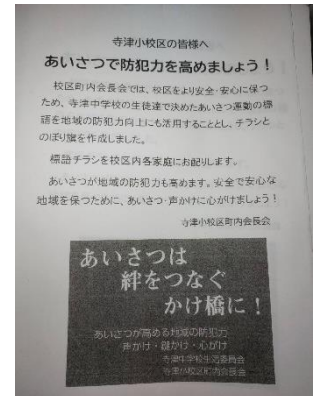 寺津小校区の皆様へ
あいさつで防犯力を高めましょう！
校区町内会長会では、校区をより安全・安心に保つ
ため、寺津中学校の生徒達で決めたあいさつ運動の標
語を地域の防犯力向上にも活用することとし、チラシと
のぼり旗を作成しました。
標語チラシを校区内各家庭にお配りします。
あいさつが地域の防犯力も高めます。安全で安心な
地域を保つために、あいさつ・声かけに心がけましょう！
寺津小校区町内会長会
あいさつは
絆をつなぐ
かけ橋に！
あいさつが高める地域の防犯力
声かけ・鍵かけ・心がけ
寺津中学校生活委員会
寺津小校区町内会長会